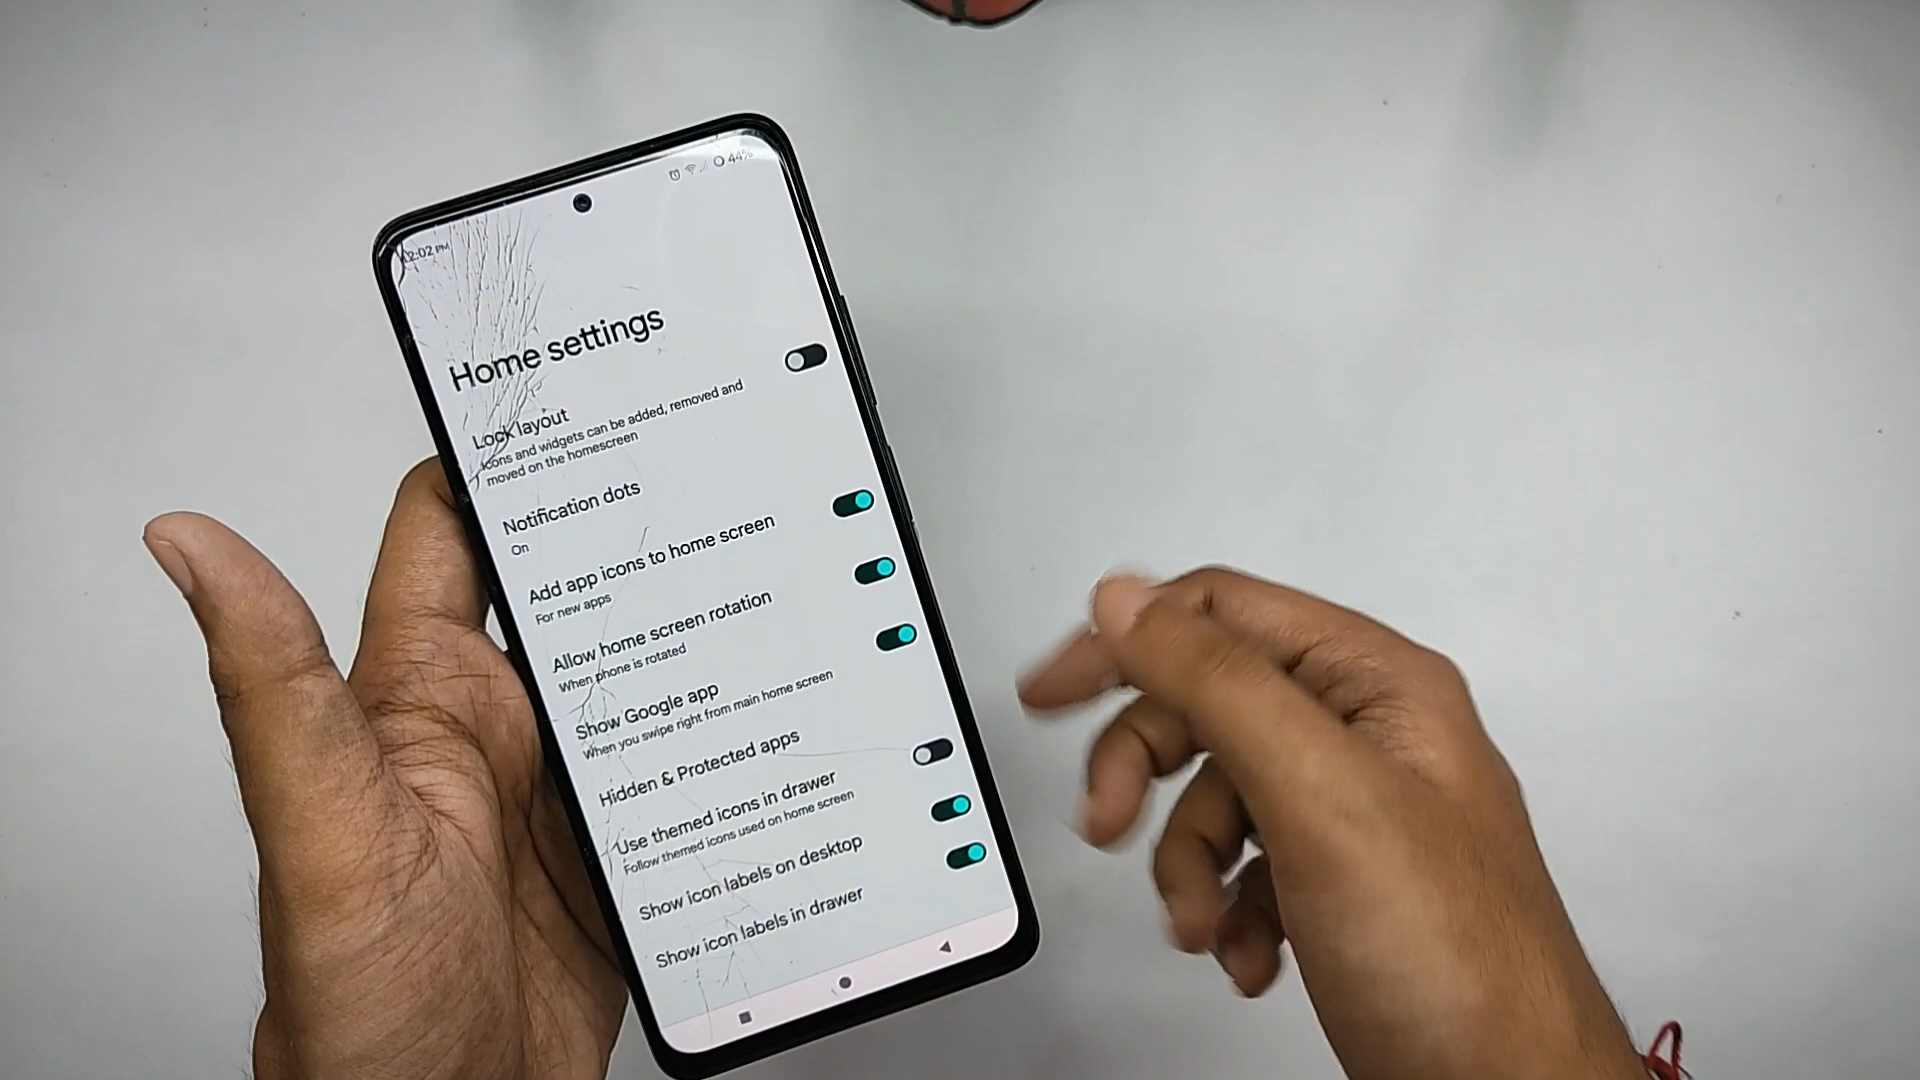 12:02 PM
44%
Home settings
Lock layout
Icons and widgets can be added, removed and
moved on the homescreen
Notification dots
On
Add app icons to home screen
For new apps
Allow home screen rotation
When phone is rotated
Show Google app
When you swipe right from main home screen
Hidden & Protected apps
Use themed icons in drawer
Follow themed icons used on home screen
Show icon labels on desktop
Show icon labels in drawer